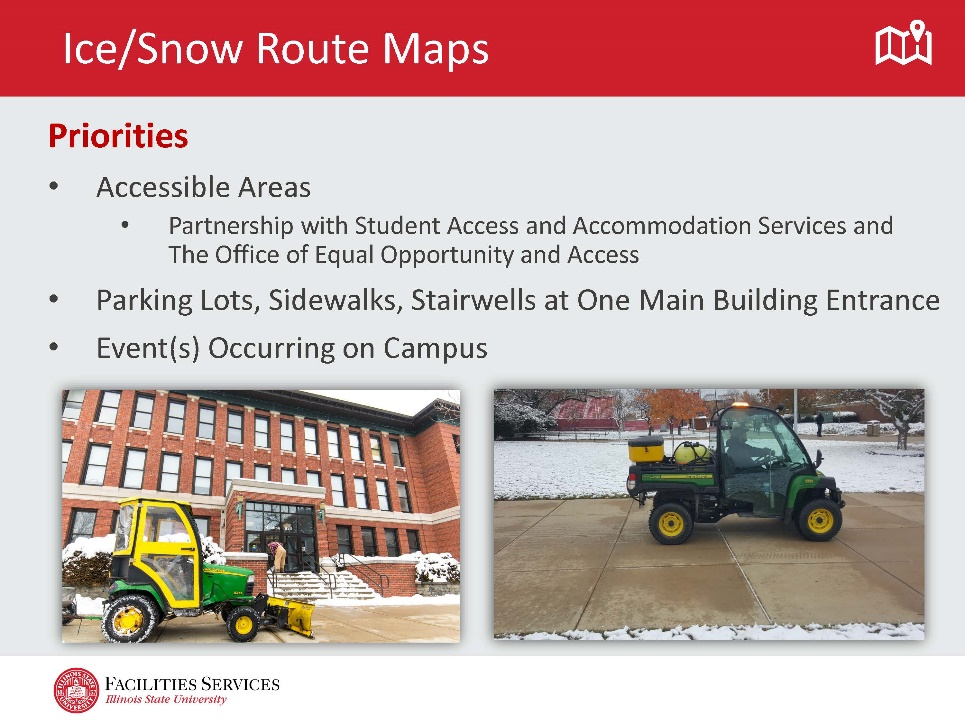 Ice/Snow Route Maps
Priorities
• Accessible Areas
• Partnership with Student Access and Accommodation Services and
The Office of Equal Opportunity and Access
• Parking Lots, Sidewalks, Stairwells at One Main Building Entrance
• Event(s) Occurring on Campus
FACILITIES SERVICES
Illinois State University